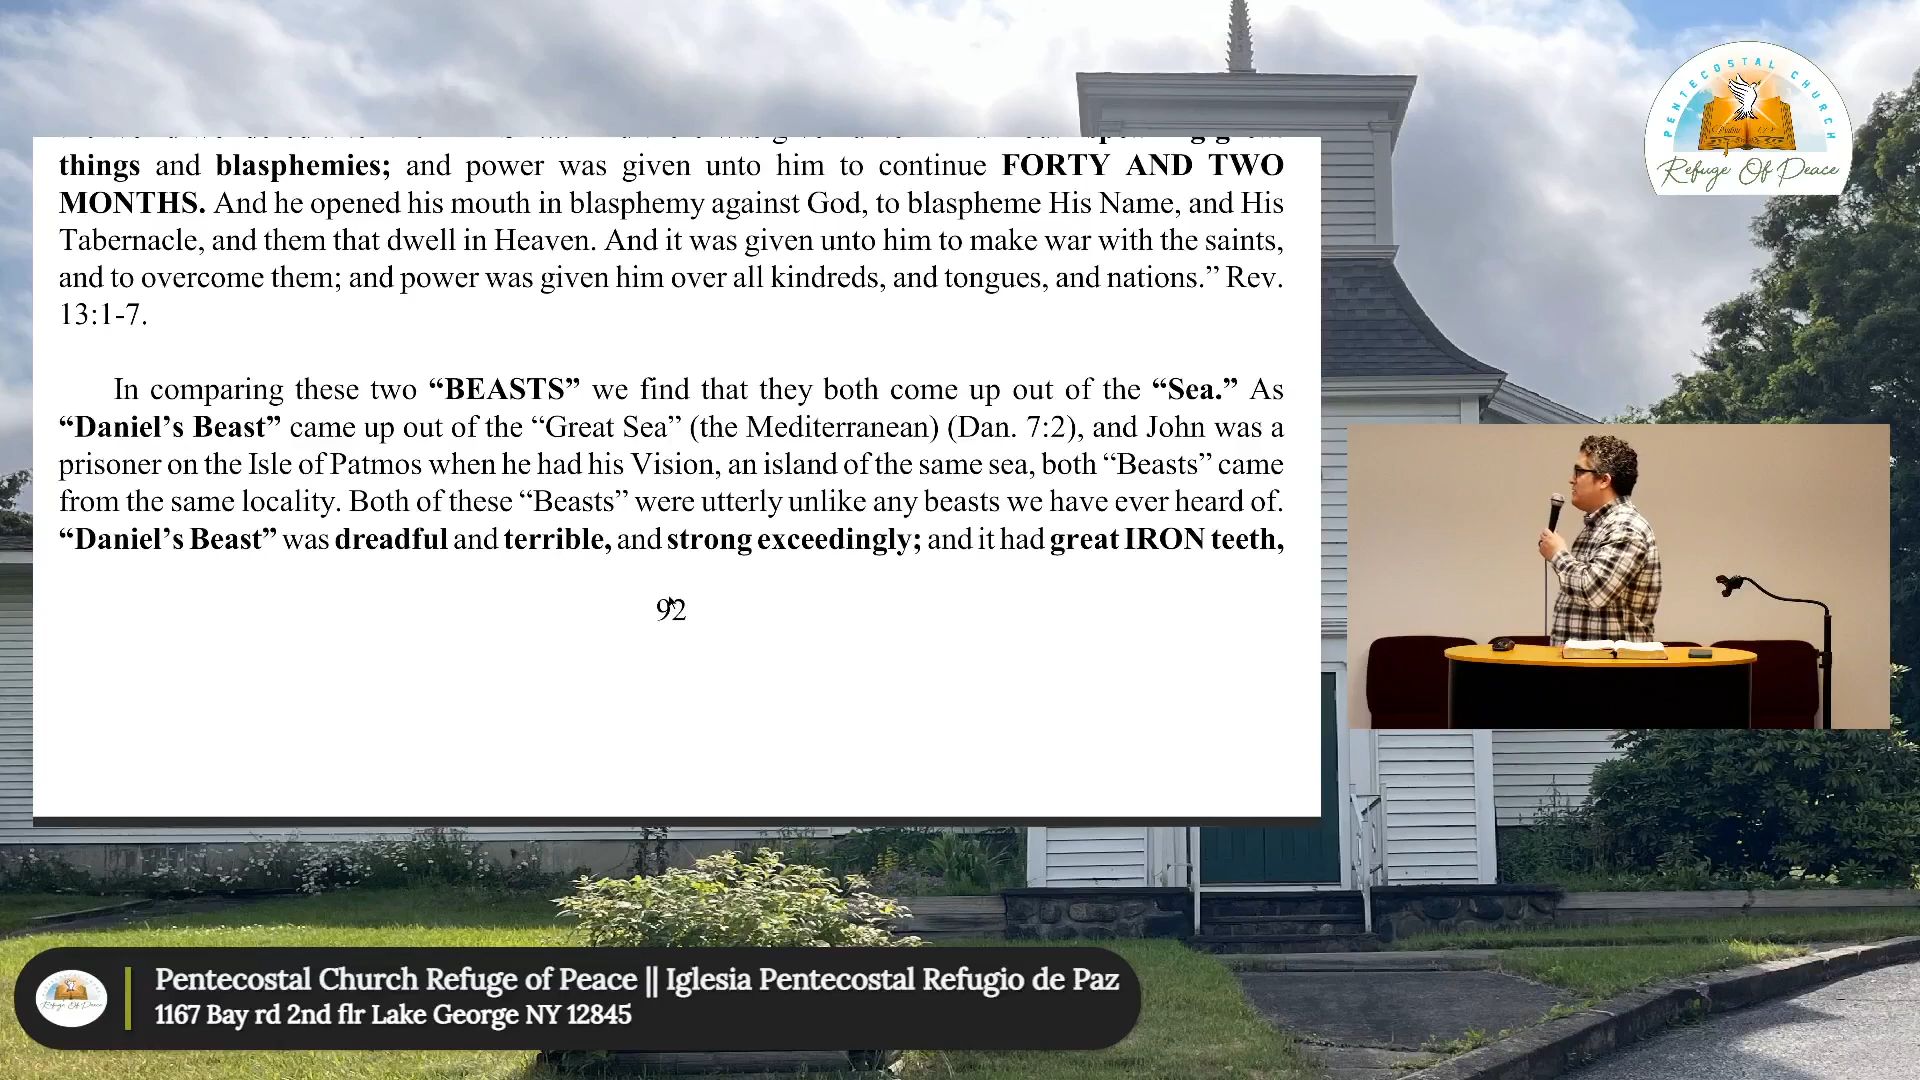 things and blasphemies; and power was given unto him to continue FORTY AND TWO
MONTHS. And he opened his mouth in blasphemy against God, to blaspheme His Name, and His
Tabernacle, and them that dwell in Heaven. And it was given unto him to make war with the saints,
and to overcome them; and power was given him over all kindreds, and tongues, and nations.” Rev.
13:1-7.
In comparing these two “BEASTS” we find that they both come up out of the “Sea.” As
“Daniel’s Beast” came up out of the “Great Sea” (the Mediterranean) (Dan. 7:2), and John was a
prisoner on the Isle of Patmos when he had his Vision, an island of the same sea, both “Beasts” came
from the same locality. Both of these “Beasts” were utterly unlike any beasts we have ever heard of.
“Daniel’s Beast” was dreadful and terrible, and strong exceedingly; and it had great IRON teeth,
92
PENTECOSTAL CHURCH
Refuge Of Peace
Pentecostal Church Refuge of Peace || Iglesia Pentecostal Refugio de Paz
1167 Bay rd 2nd flr Lake George NY 12845